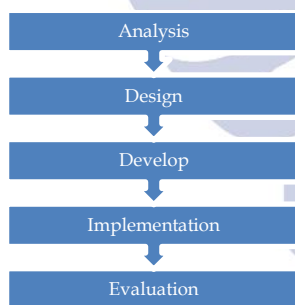 Analysis
Design
Develop
Implementation
Evaluation